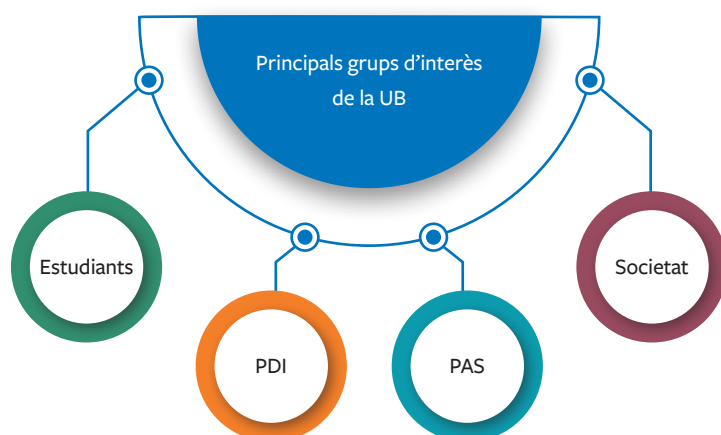 Principals grups d’interès
de la UB
Estudiants
PDI
PAS
Societat